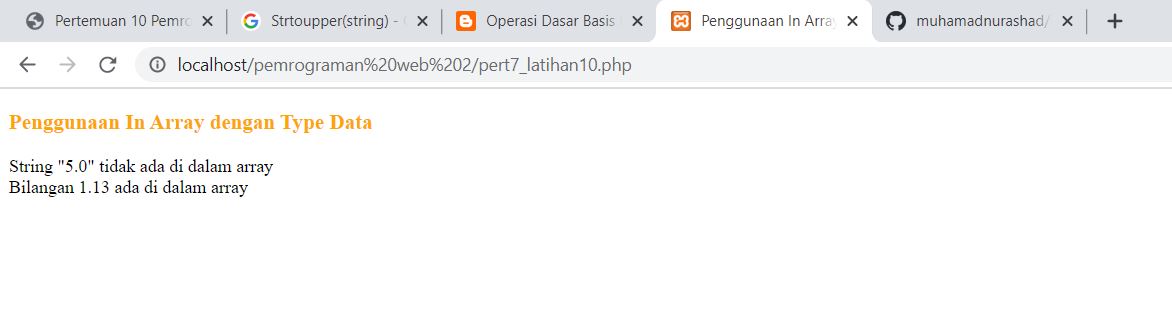 Pertemuan 10 Pemro
Strtoupper(string) -
Operasi Dasar Basis
Penggunaan In Array
muhamadnurashad/
localhost/pemrograman%20web%202/pert7_latihan10.php
Penggunaan In Array dengan Type Data
String "5.0" tidak ada di dalam array
Bilangan 1.13 ada di dalam array